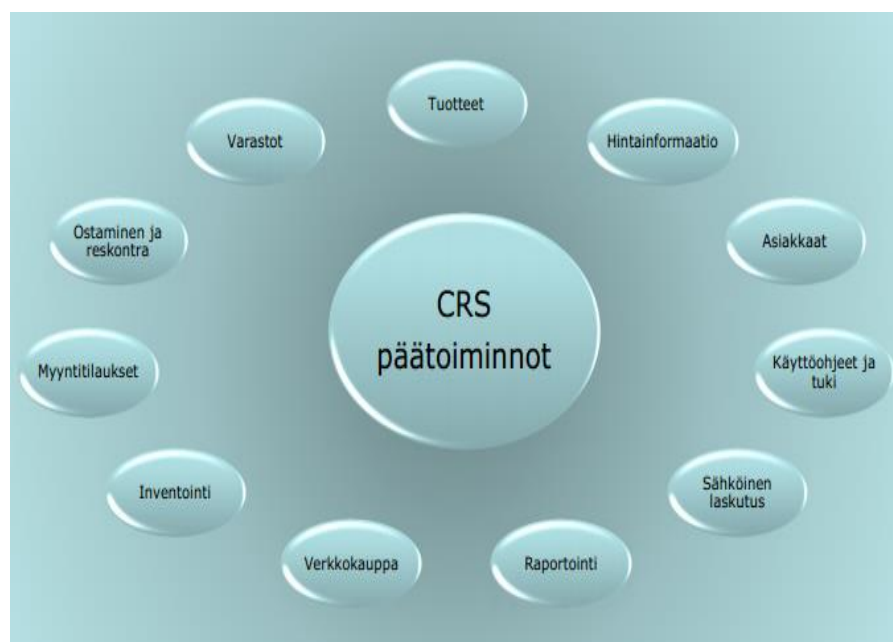 Tuotteet
Varastot
Hintainformaatio
Ostaminen ja
reskontra
Asiakkaat
CRS
päätoiminnot
Myyntitilaukset
Käyttöohjeet ja
tuki
Inventointi
Sähköinen
laskutus
Verkkokauppa
Raportointi